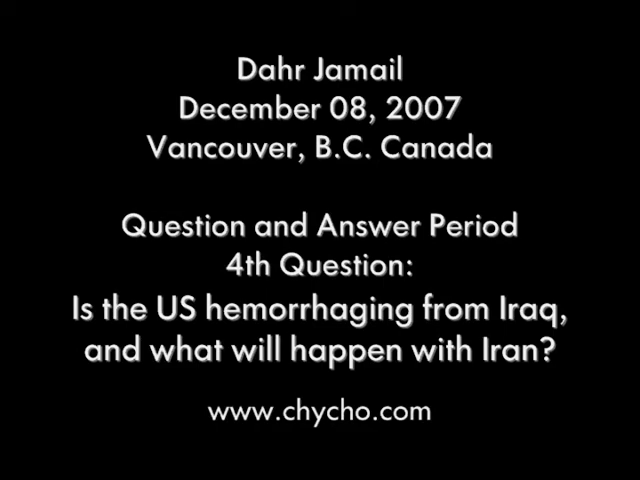 Dahr Jamail
December 08, 2007
Vancouver, B.C. Canada
Question and Answer Period
4th Question:
Is the US hemorrhaging from Iraq,
and what will happen with Iran?
www.chycho.com